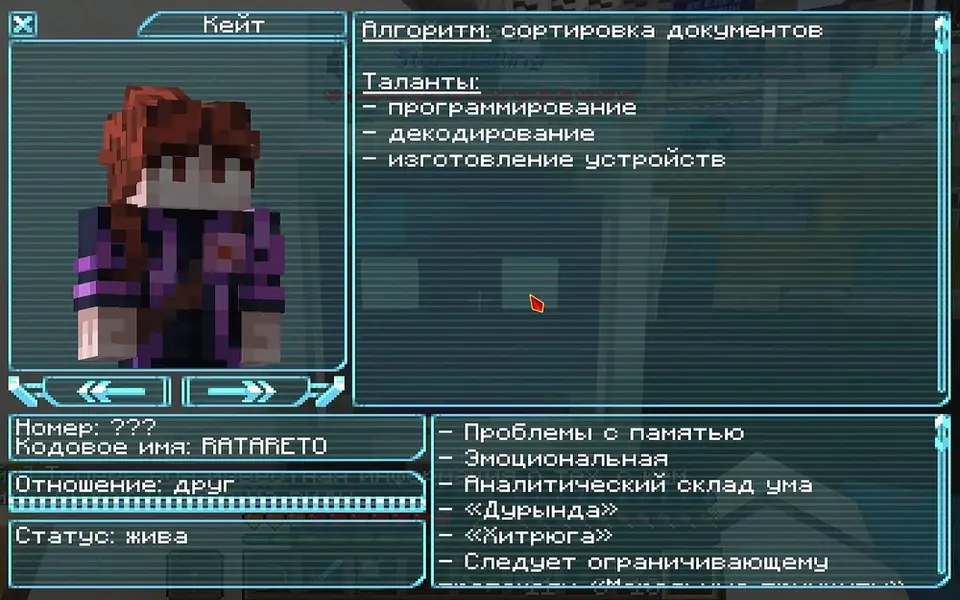 Кейт
Алгоритм: сортировка документов
Таланты:
- программирование
- декодирование
- изготовление устройств
Номер: ???
Кодовое имя: RATARETO
Отношение: друг
Статус: жива
- Проблемы с памятью
- Эмоциональная
- Аналитический склад ума
- «Дурында»
- «Хитрюга»
- Следует ограничивающему